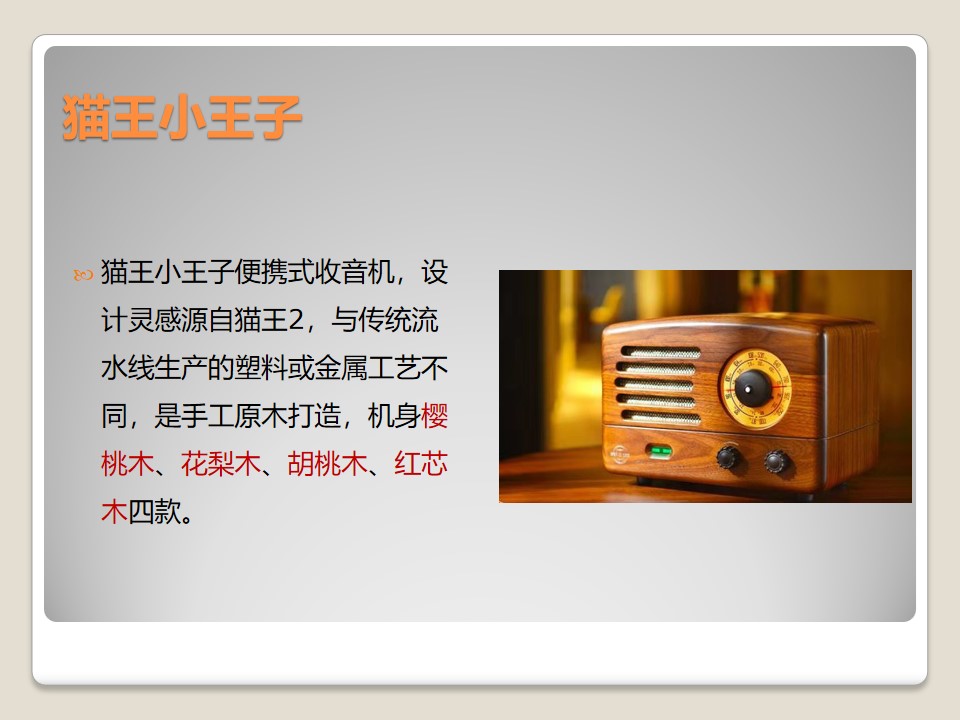 猫王小王子
猫王小王子便携式收音机，设
计灵感源自猫王2，与传统流
水线生产的塑料或金属工艺不
同，是手工原木打造，机身樱
桃木、花梨木、胡桃木、红芯
木四款。